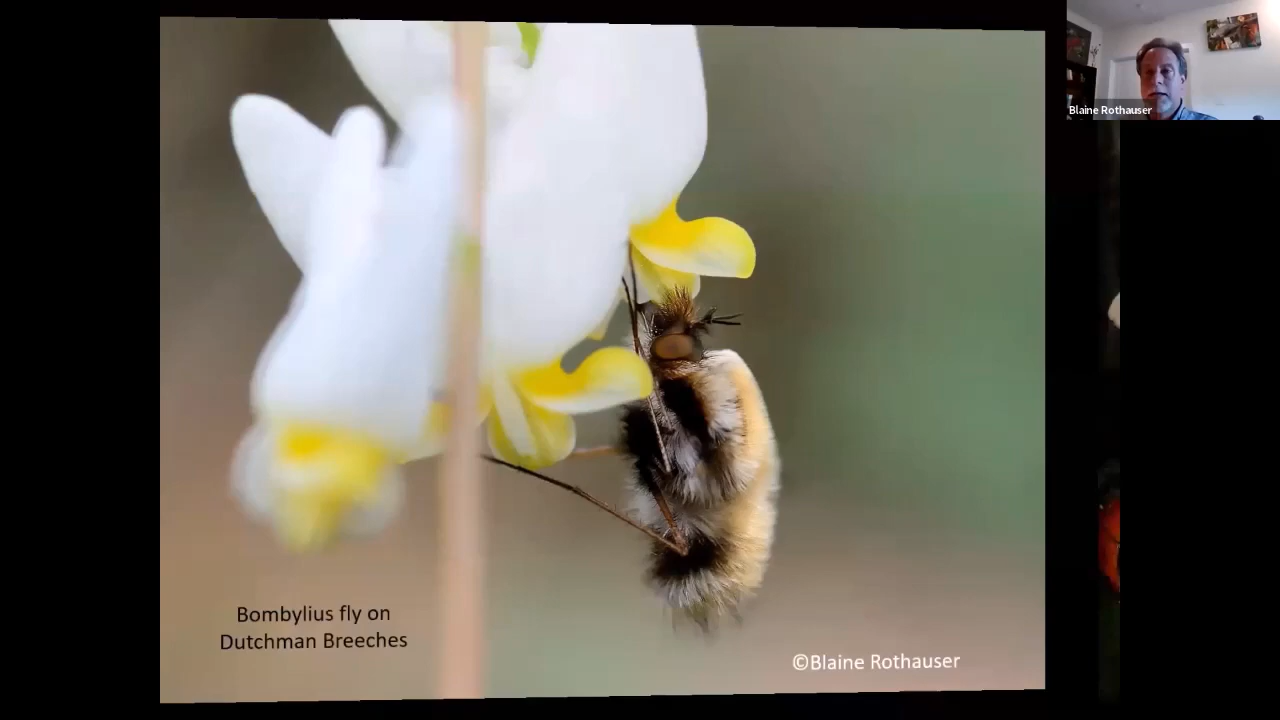 Blaine Rothauser
Bombylius fly on
Dutchman Breeches
©Blaine Rothauser